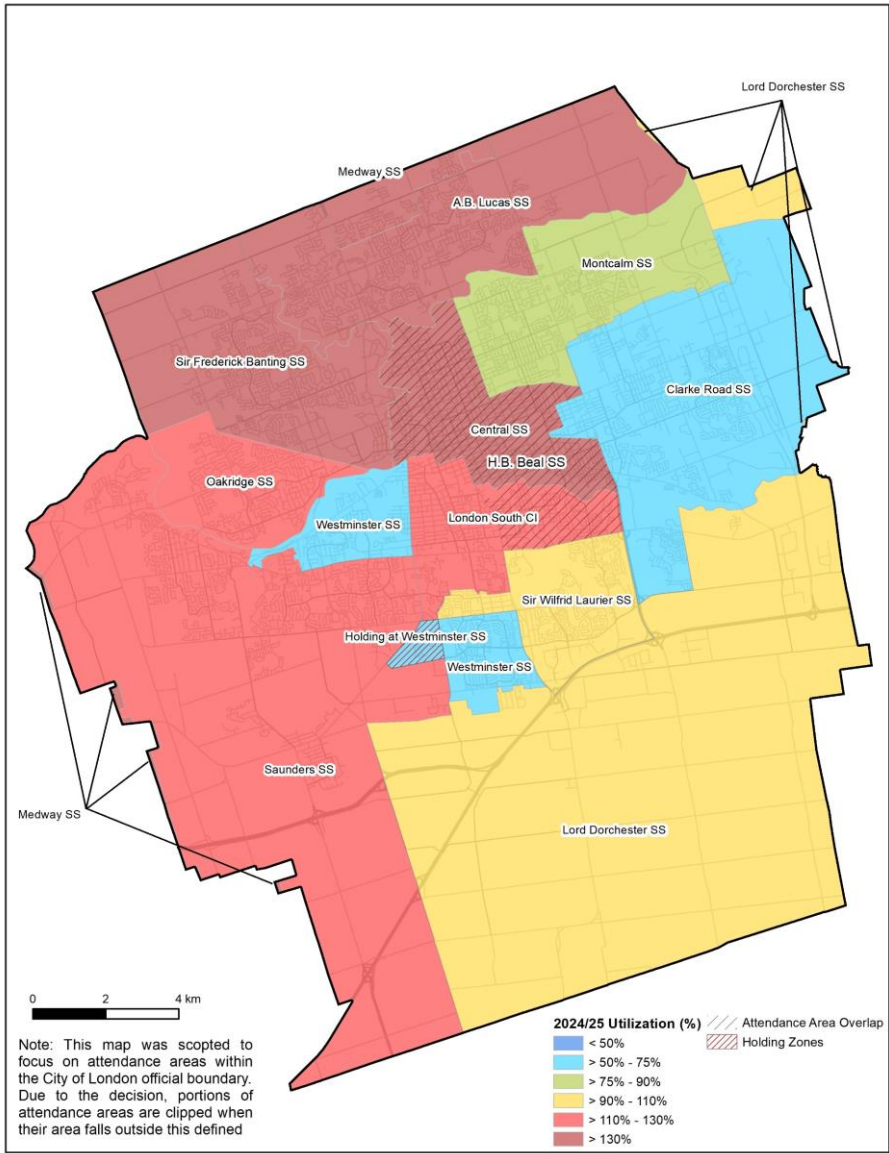 Lord Dorchester SS
Medway SS
A.B. Lucas SS
Montcalm SS
Sir Frederick Banting SS
Clarke Road SS
Central SS
H.B. Beal SS
Oakridge SS
Westminster SS
London South CI
Sir Wilfrid Laurier SS
Holding at Westminster SS
Westminster SS
Saunders SS
Medway SS
Lord Dorchester SS
0 2 4 km
Note: This map was scopted to
focus on attendance areas within
the City of London official boundary.
Due to the decision, portions of
attendance areas are clipped when
their area falls outside this defined
2024/25 Utilization (%)
< 50%
> 50% - 75%
> 75% - 90%
> 90% - 110%
> 110% - 130%
> 130%
Attendance Area Overlap
Holding Zones